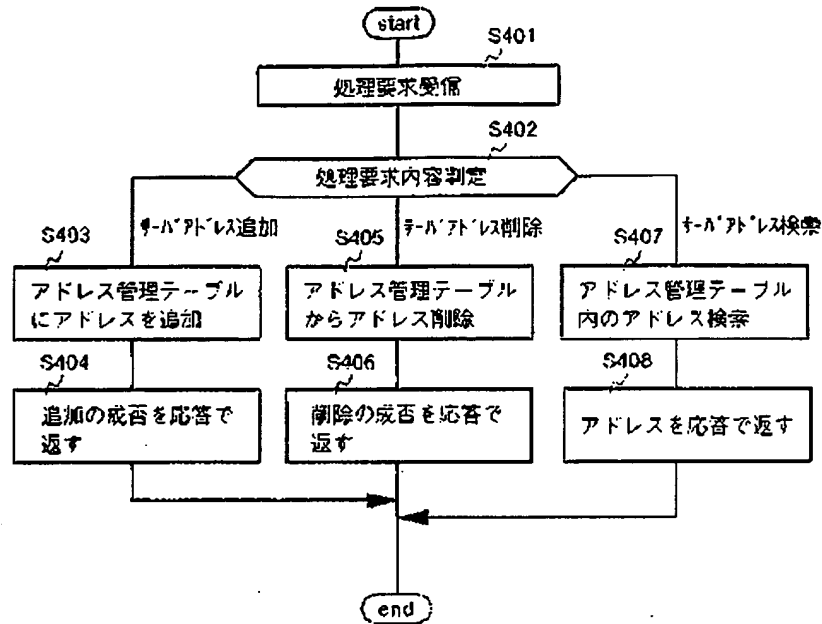 start
S401
処理要求受信
S402
処理要求内容判定
サーバアドレス追加
サーバアドレス削除
サーバアドレス検索
S403
アドレス管理テーブル
にアドレスを追加
S405
アドレス管理テーブル
からアドレス削除
S407
アドレス管理テーブル
内のアドレス検索
S404
追加の成否を応答で
返す
S406
削除の成否を応答で
返す
S408
アドレスを応答で返す
end